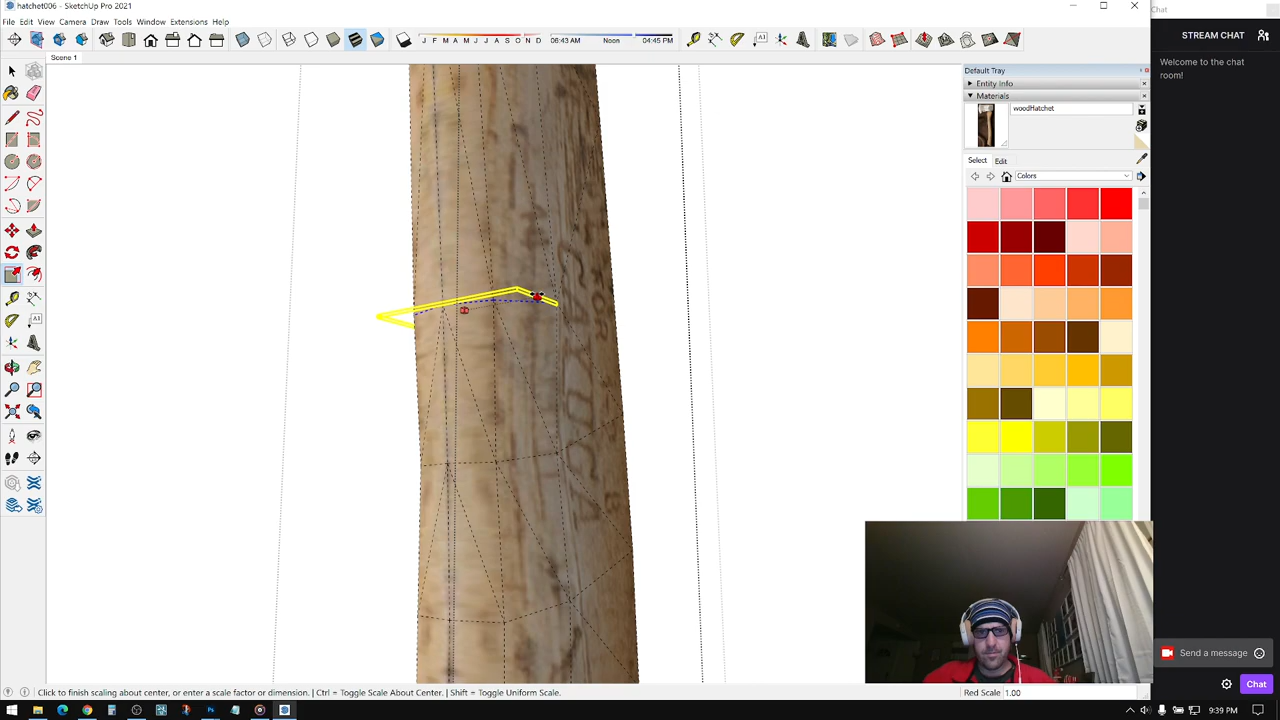 hatchet006 - SketchUp Pro 2021
File Edit View Camera Draw Tools Window Extensions Help
J F M A M J J A S O N D
06:43 AM Noon 04:45 PM
Scene 1
Default Tray
Entity Info
Materials
woodHatchet
Select Edit
Colors
Click to finish scaling about center, or enter a scale factor or dimension. | Ctrl = Toggle Scale About Center. | Shift = Toggle Uniform Scale.
Red Scale 1.00
9:39 PM
Chat
STREAM CHAT
Welcome to the chat
room!
Send a message
Chat